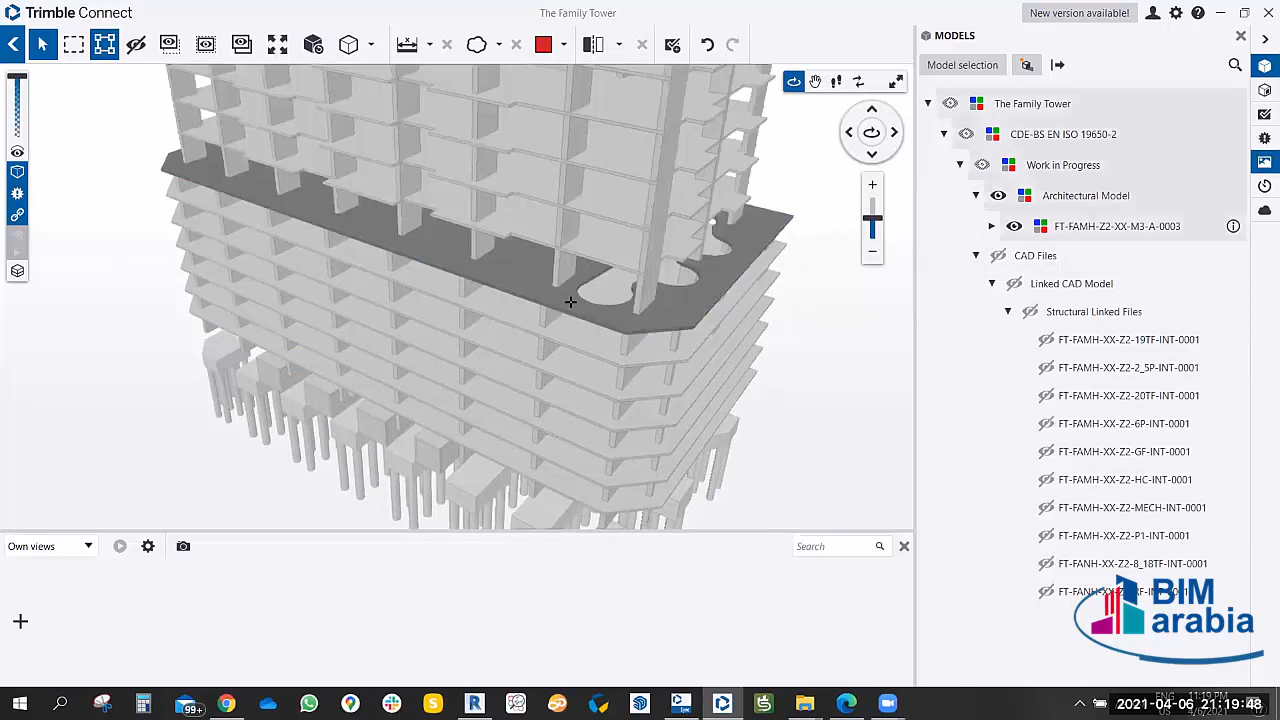 Trimble Connect
The Family Tower
New version available!
MODELS
Model selection
The Family Tower
CDE-BS EN ISO 19650-2
Work in Progress
Architectural Model
FT-FAMH-Z2-XX-M3-A-0003
CAD Files
Linked CAD Model
Structural Linked Files
FT-FAMH-XX-Z2-19TF-INT-0001
FT-FAMH-XX-Z2-2_5P-INT-0001
FT-FAMH-XX-Z2-20TF-INT-0001
FT-FAMH-XX-Z2-6P-INT-0001
FT-FAMH-XX-Z2-GF-INT-0001
FT-FAMH-XX-Z2-HC-INT-0001
FT-FAMH-XX-Z2-MECH-INT-0001
FT-FAMH-XX-Z2-P1-INT-0001
FT-FANH-XX-Z2-8_18TF-INT-0001
Own views
Search
BIM
arabia
99+
ENG
11:19 PM
2021-04-06 21:19:48